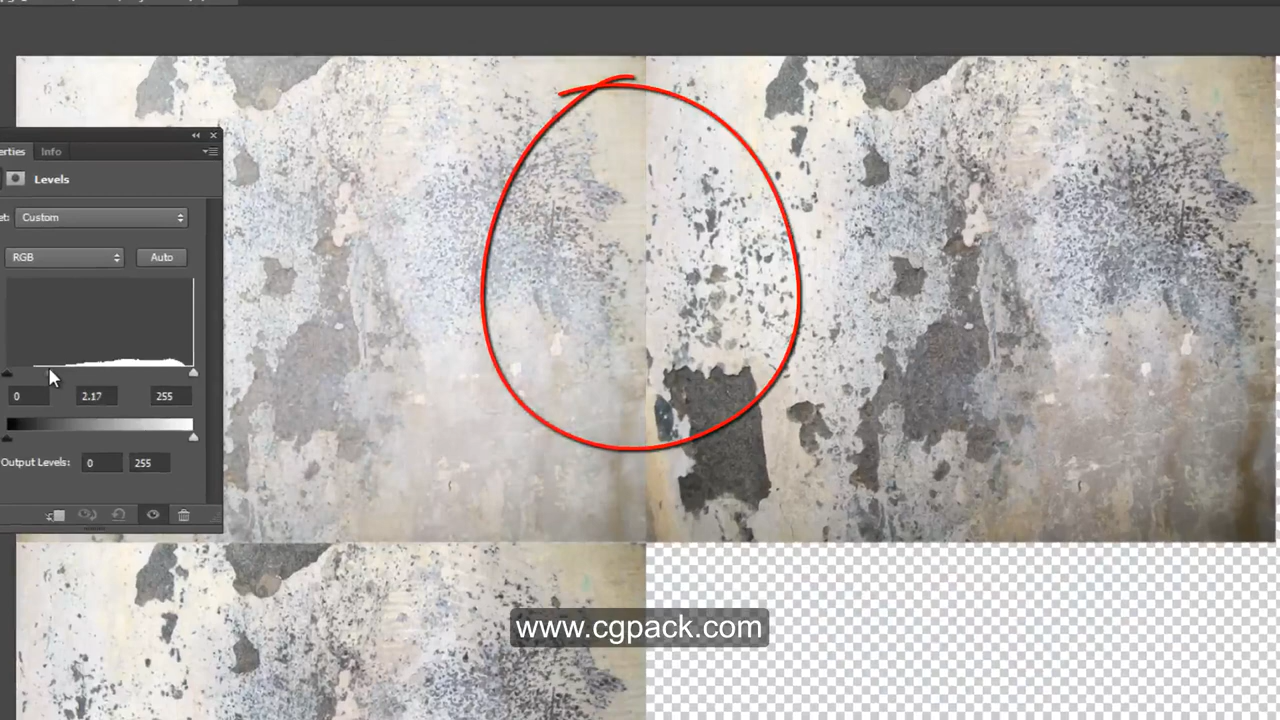 erties Info
Levels
et: Custom
RGB Auto
0 2.17 255
Output Levels: 0 255
www.cgpack.com